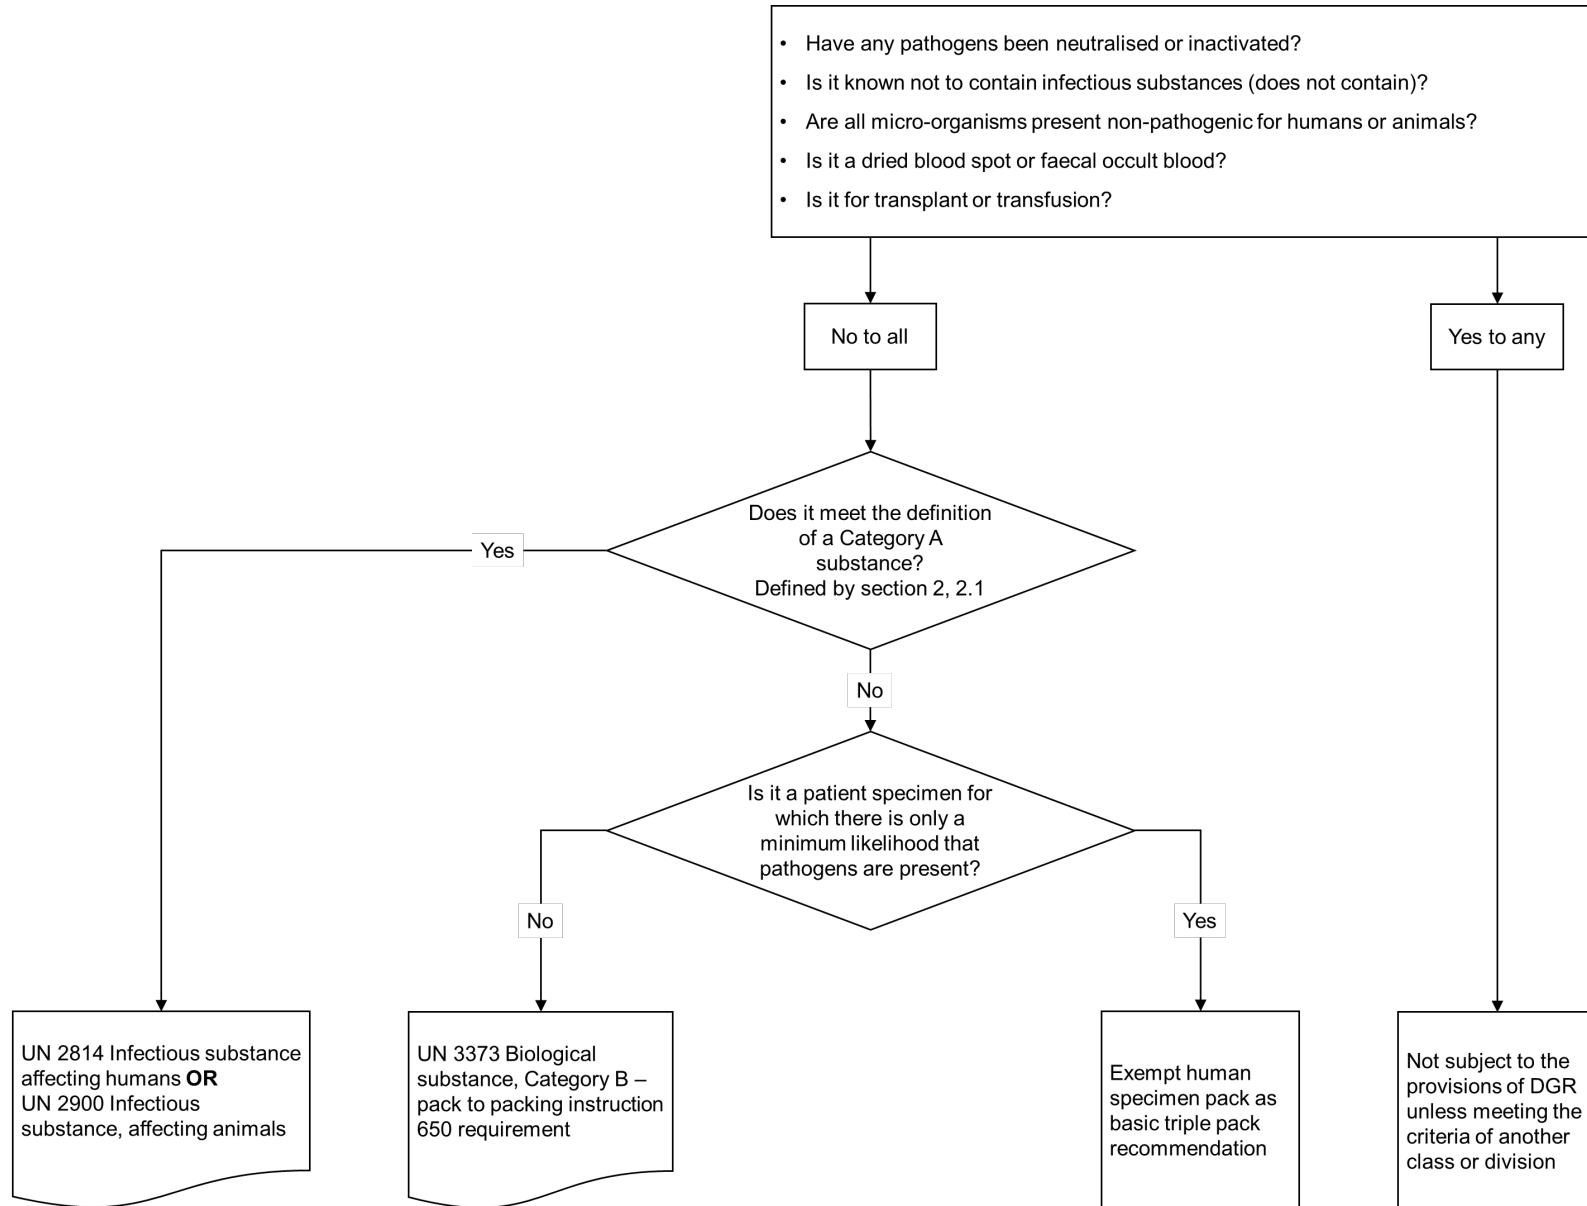 • Have any pathogens been neutralised or inactivated?
• Is it known not to contain infectious substances (does not contain)?
• Are all micro-organisms present non-pathogenic for humans or animals?
• Is it a dried blood spot or faecal occult blood?
• Is it for transplant or transfusion?
No to all
Yes to any
Does it meet the definition
of a Category A
substance?
Defined by section 2, 2.1
Yes
No
Is it a patient specimen for
which there is only a
minimum likelihood that
pathogens are present?
No
Yes
UN 2814 Infectious substance
affecting humans OR
UN 2900 Infectious
substance, affecting animals
UN 3373 Biological
substance, Category B –
pack to packing instruction
650 requirement
Exempt human
specimen pack as
basic triple pack
recommendation
Not subject to the
provisions of DGR
unless meeting the
criteria of another
class or division